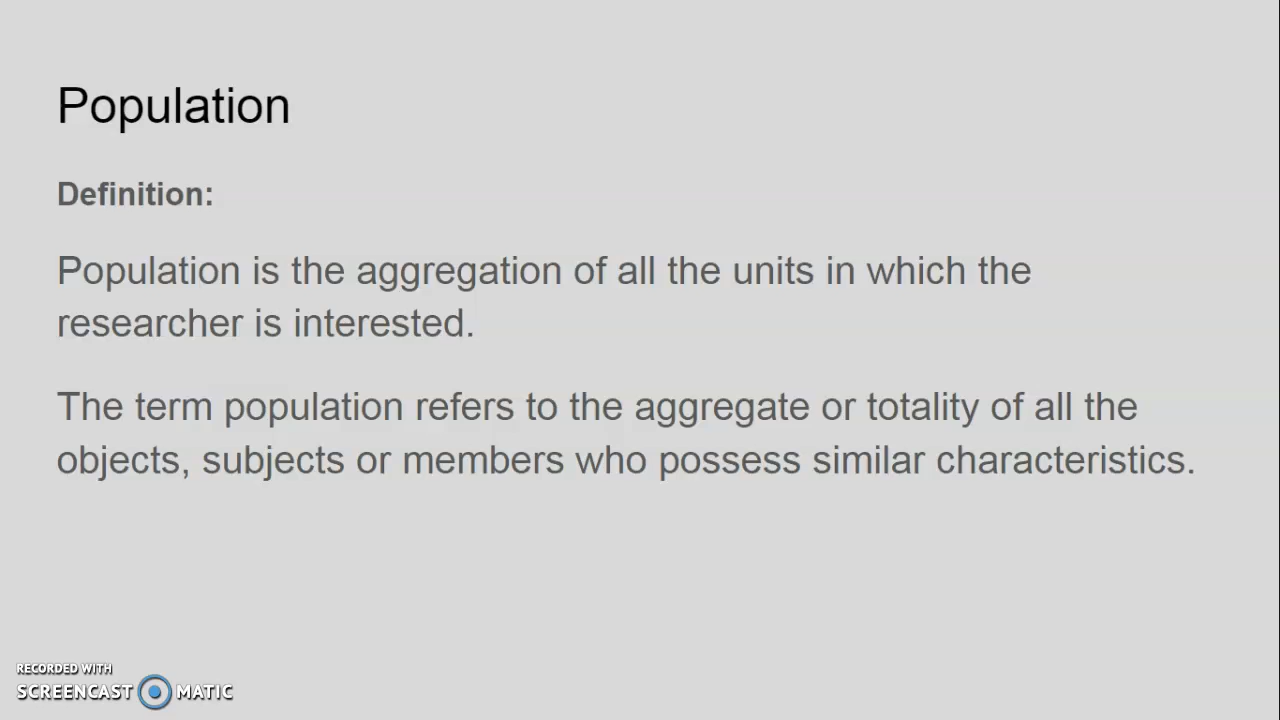 Population
Definition:
Population is the aggregation of all the units in which the
researcher is interested.
The term population refers to the aggregate or totality of all the
objects, subjects or members who possess similar characteristics.
RECORDED WITH
SCREENCAST MATIC